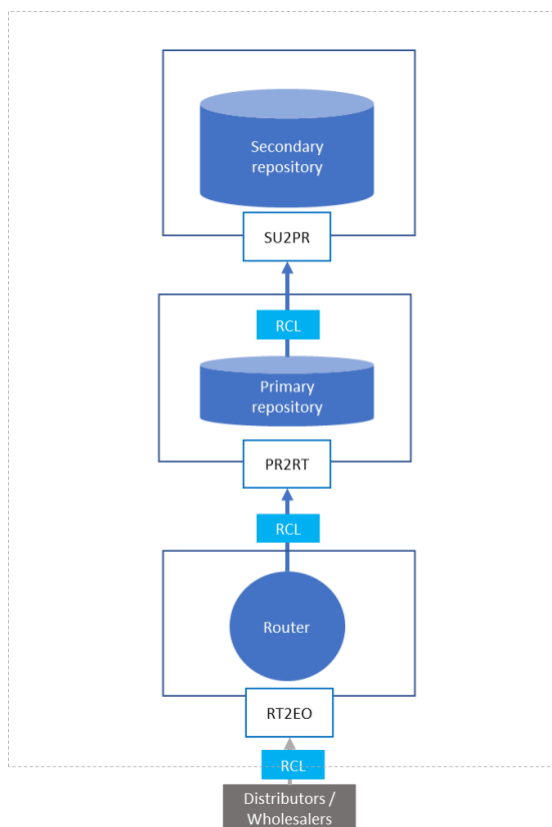 Secondary
repository
SU2PR
RCL
Primary
repository
PR2RT
RCL
Router
RT2EO
RCL
Distributors /
Wholesalers